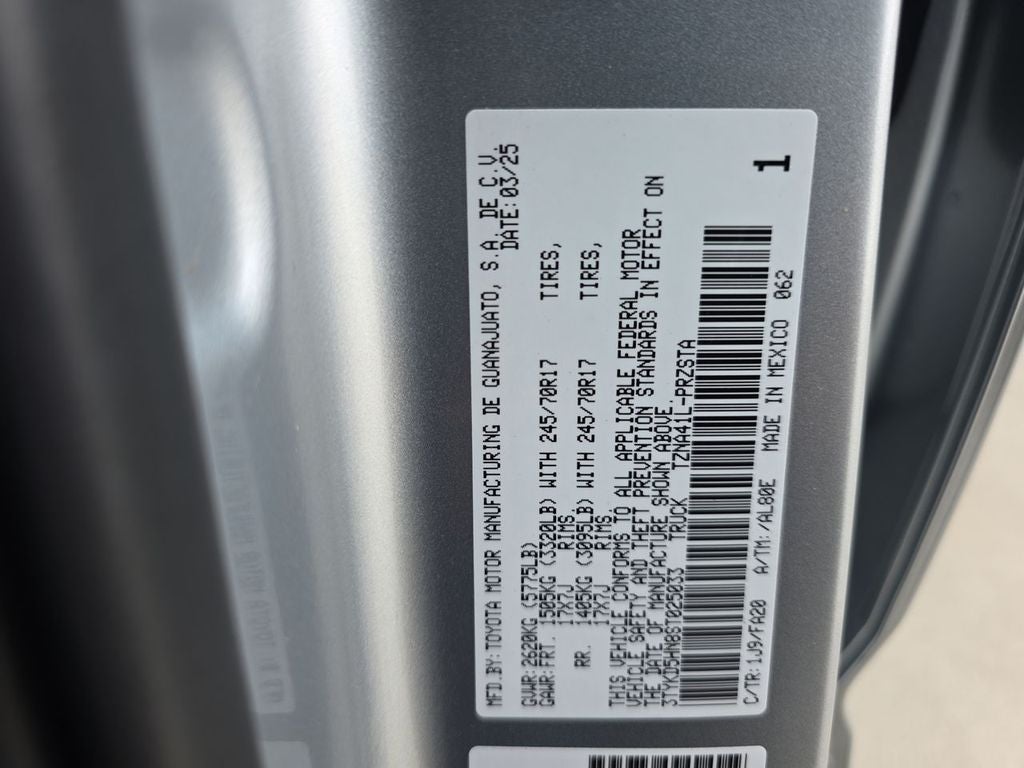 MFD.BY:TOYOTA MOTOR MANUFACTURING DE GUANAJUATO, S.A. DE C.V.
DATE:03/25
GVWR:2620KG (5775LB)
GAWR:FRT. 1505KG (3320LB) WITH 245/70R17 TIRES,
17X7J RIMS
RR. 1405KG (3095LB) WITH 245/70R17 TIRES,
17X7J RIMS,
THIS VEHICLE CONFORMS TO ALL APPLICABLE FEDERAL MOTOR
VEHICLE SAFETY AND THEFT PREVENTION STANDARDS IN EFFECT ON
THE DATE OF MANUFACTURE SHOWN ABOVE.
3TYKB5HN8ST025033 TRUCK TZNA41L-PRZSTA
C/TR:1J9/FA20 A/TM:/AL80E MADE IN MEXICO 062
1